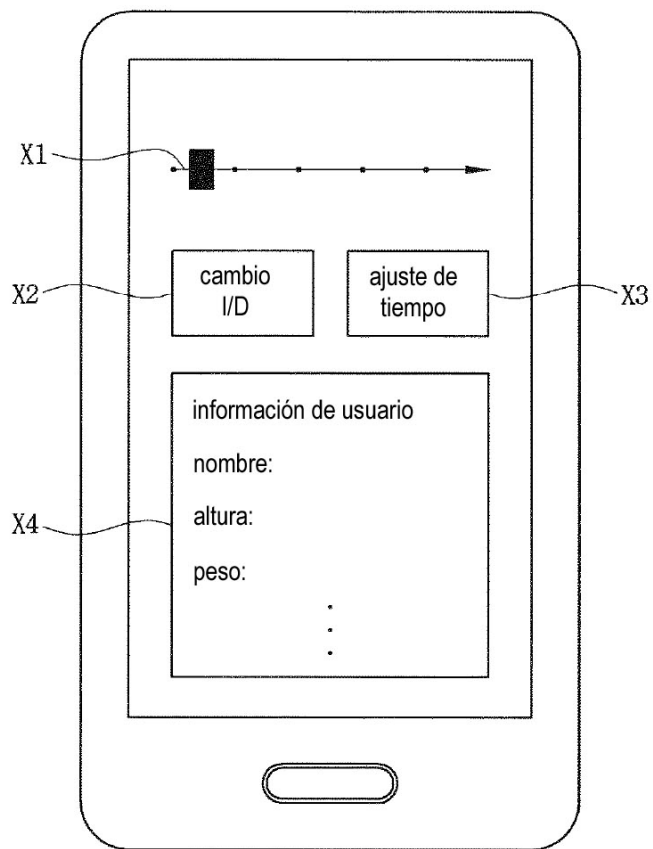 X1
X2
cambio
I/D
ajuste de
tiempo
X3
X4
información de usuario
nombre:
altura:
peso: